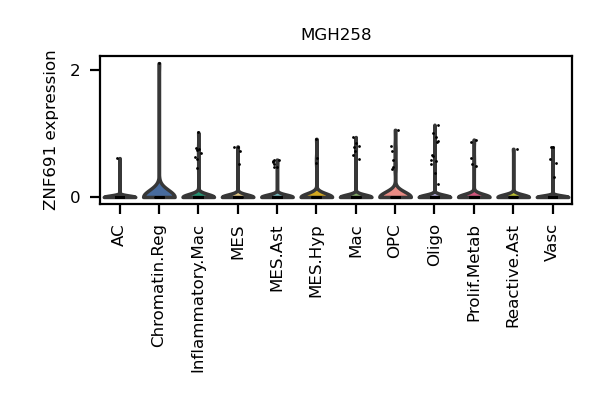 MGH258
ZNF691 expression
2
0
AC
Chromatin.Reg
Inflammatory.Mac
MES
MES.Ast
MES.Hyp
Mac
OPC
Oligo
Prolif.Metab
Reactive.Ast
Vasc